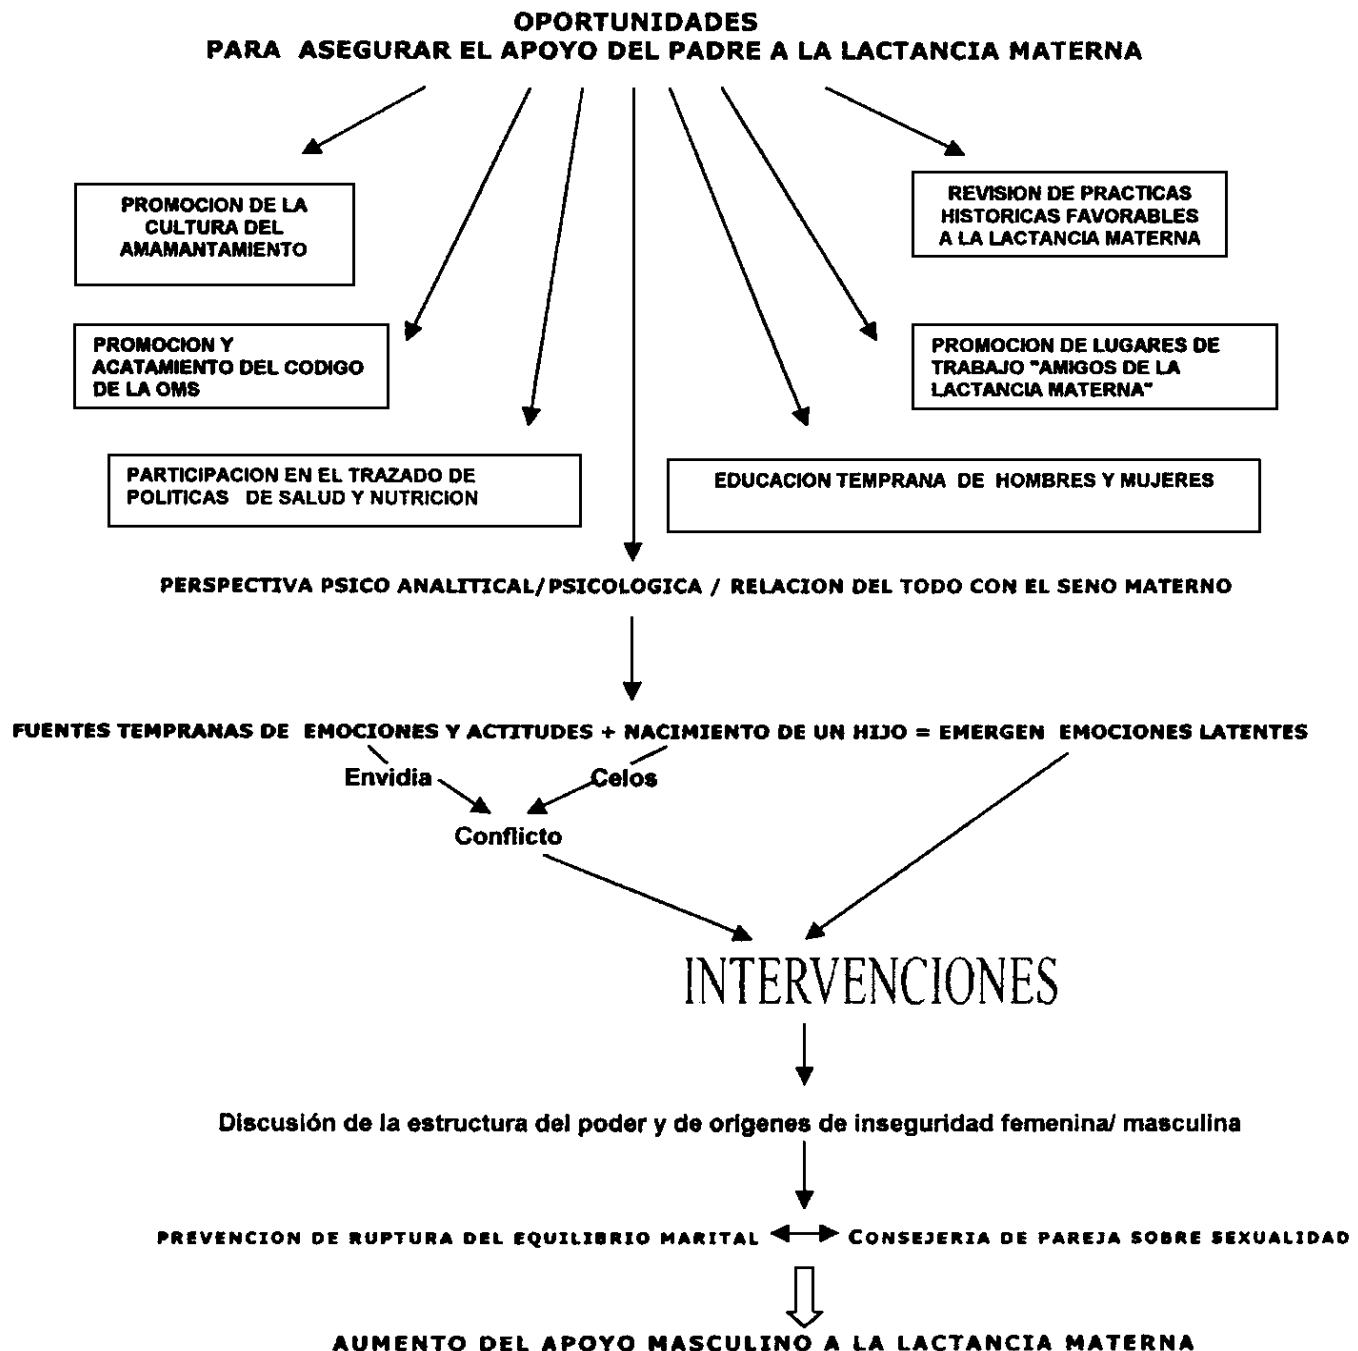 OPORTUNIDADES
PARA ASEGURAR EL APOYO DEL PADRE A LA LACTANCIA MATERNA
PROMOCION DE LA
CULTURA DEL
AMAMANTAMIENTO
REVISION DE PRACTICAS
HISTORICAS FAVORABLES
A LA LACTANCIA MATERNA
PROMOCION Y
ACATAMIENTO DEL CODIGO
DE LA OMS
PROMOCION DE LUGARES DE
TRABAJO "AMIGOS DE LA
LACTANCIA MATERNA"
PARTICIPACION EN EL TRAZADO DE
POLITICAS DE SALUD Y NUTRICION
EDUCACION TEMPRANA DE HOMBRES Y MUJERES
PERSPECTIVA PSICO ANALITICAL/PSICOLOGICA / RELACION DEL TODO CON EL SENO MATERNO
FUENTES TEMPRANAS DE EMOCIONES Y ACTITUDES + NACIMIENTO DE UN HIJO = EMERGEN EMOCIONES LATENTES
Envidia Celos
Conflicto
INTERVENCIONES
Discusión de la estructura del poder y de orígenes de inseguridad femenina/ masculina
PREVENCION DE RUPTURA DEL EQUILIBRIO MARITAL CONSEJERIA DE PAREJA SOBRE SEXUALIDAD
AUMENTO DEL APOYO MASCULINO A LA LACTANCIA MATERNA